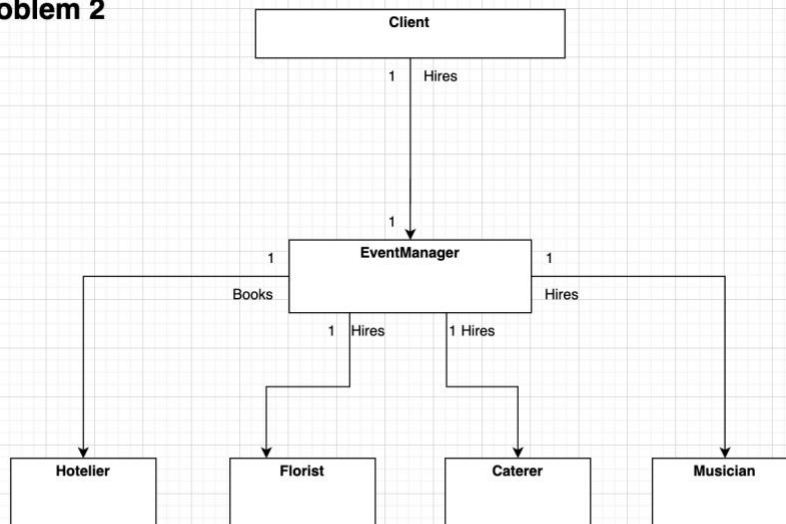 oblem 2
Client
1 Hires
1
EventManager
1
1
Books
Hires
1 Hires
1 Hires
Hotelier
Florist
Caterer
Musician